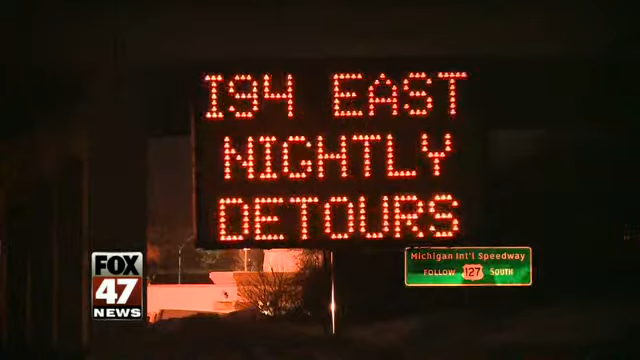 I94 EAST
NIGHTLY
DETOURS
Michigan Int'l Speedway
FOLLOW 127 SOUTH
FOX
47
NEWS